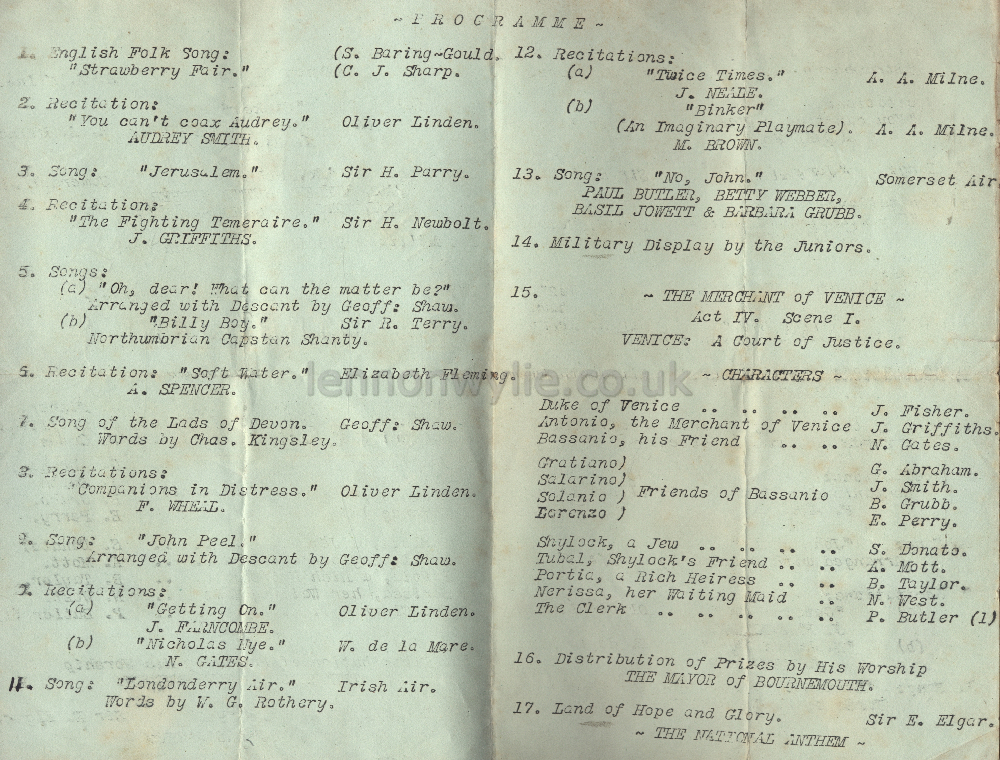 ~ PROGRAMME ~
1. English Folk Song: (S. Baring~Gould.
"Strawberry Fair." (C. J. Sharp.
2. Recitation:
"You can't coax Audrey." Oliver Linden.
AUDREY SMITH.
3. Song: "Jerusalem." Sir H. Parry.
4. Recitation:
"The Fighting Temeraire." Sir H. Newbolt.
J. GRIFFITHS.
5. Songs:
(a) "Oh, dear! What can the matter be?"
Arranged with Descant by Geoff: Shaw.
(b) "Billy Boy." Sir R. Terry.
Northumbrian Capstan Shanty.
6. Recitation: "Soft Water." Elizabeth Fleming.
A. SPENCER.
7. Song of the Lads of Devon. Geoff: Shaw.
Words by Chas. Kingsley.
8. Recitations:
"Companions in Distress." Oliver Linden.
F. WHEAL.
9. Song: "John Peel."
Arranged with Descant by Geoff: Shaw.
Recitations:
(a) "Getting On." Oliver Linden.
J. FARNCOMBE.
(b) "Nicholas Nye." W. de la Mare.
N. GATES.
11. Song: "Londonderry Air." Irish Air.
Words by W. G. Rothery.
12. Recitations:
(a) "Twice Times." A. A. Milne.
J. NEALE.
(b) "Binker"
(An Imaginary Playmate). A. A. Milne.
M. BROWN.
13. Song: "No, John." Somerset Air
PAUL BUTLER, BETTY WEBBER,
BASIL JOWETT & BARBARA GRUBB.
14. Military Display by the Juniors.
15. ~ THE MERCHANT of VENICE ~
Act IV. Scene I.
VENICE: A Court of Justice.
~ CHARACTERS ~
Duke of Venice .. .. .. .. J. Fisher.
Antonio, the Merchant of Venice J. Griffiths.
Bassanio, his Friend .. .. N. Gates.
Gratiano) G. Abraham.
Salarino) J. Smith.
Solanio ) Friends of Bassanio B. Grubb.
Lorenzo ) E. Perry.
Shylock, a Jew .. .. .. .. S. Donato.
Tubal, Shylock's Friend .. .. A. Mott.
Portia, a Rich Heiress .. .. B. Taylor.
Nerissa, her Waiting Maid .. N. West.
The Clerk .. .. .. .. .. P. Butler (1)
16. Distribution of Prizes by His Worship
THE MAYOR of BOURNEMOUTH.
17. Land of Hope and Glory. Sir E. Elgar.
~ THE NATIONAL ANTHEM ~
lennonwylie.co.uk